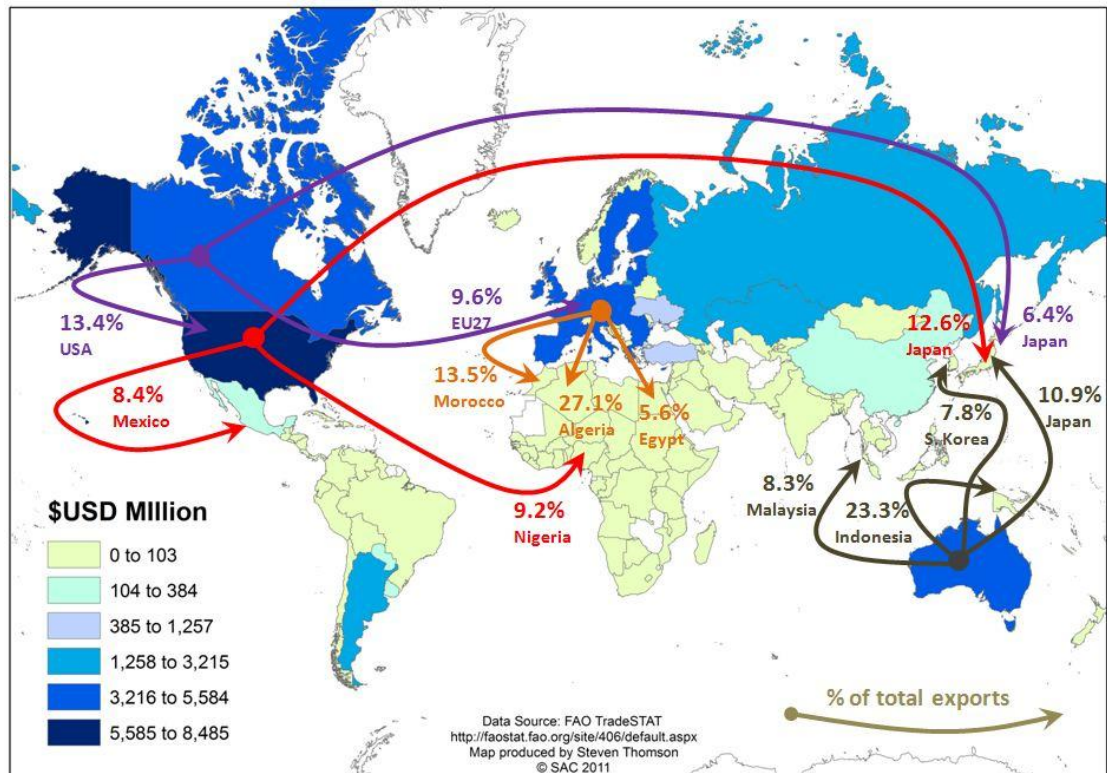 13.4%
USA
9.6%
EU27
12.6%
Japan
6.4%
Japan
8.4%
Mexico
13.5%
Morocco
27.1%
Algeria
5.6%
Egypt
7.8%
S. Korea
10.9%
Japan
9.2%
Nigeria
8.3%
Malaysia
23.3%
Indonesia
$USD MIllion
0 to 103
104 to 384
385 to 1,257
1,258 to 3,215
3,216 to 5,584
5,585 to 8,485
% of total exports
Data Source: FAO TradeSTAT
http://faostat.fao.org/site/406/default.aspx
Map produced by Steven Thomson
© SAC 2011